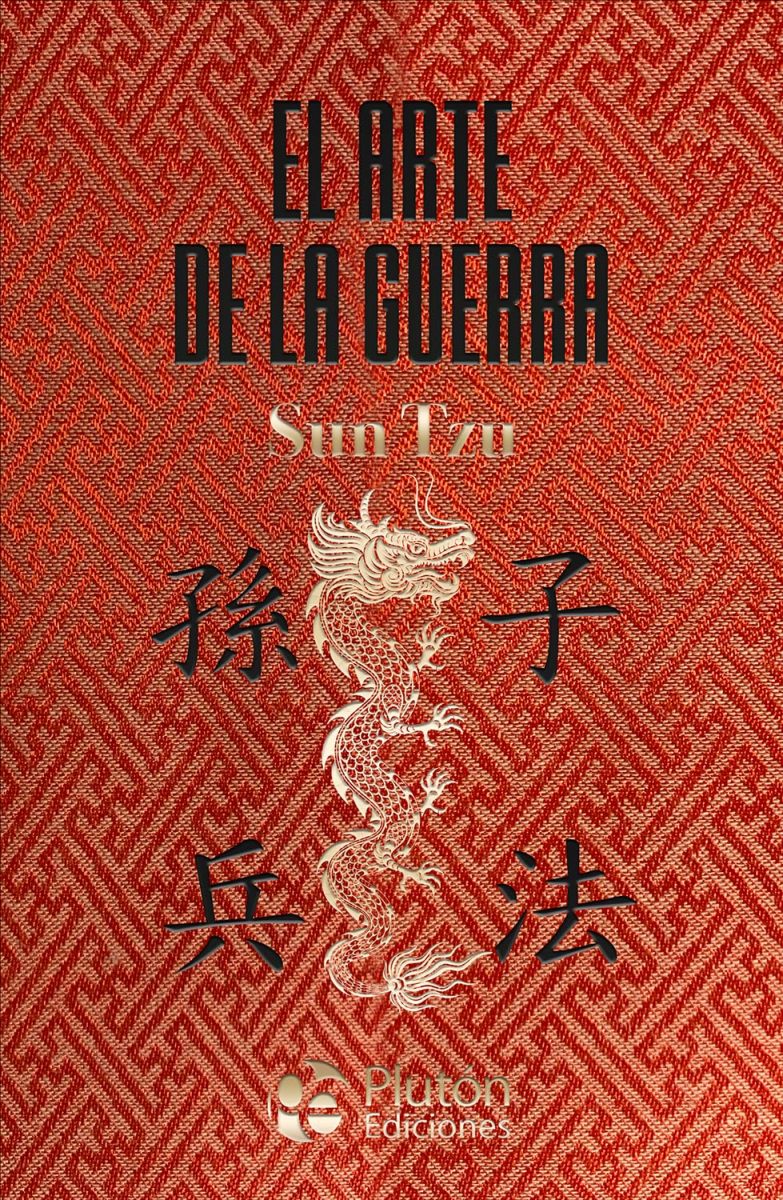 EL ARTE
DE LA GUERRA
Sun Tzu
孫 子
兵 法
Plutón
Ediciones